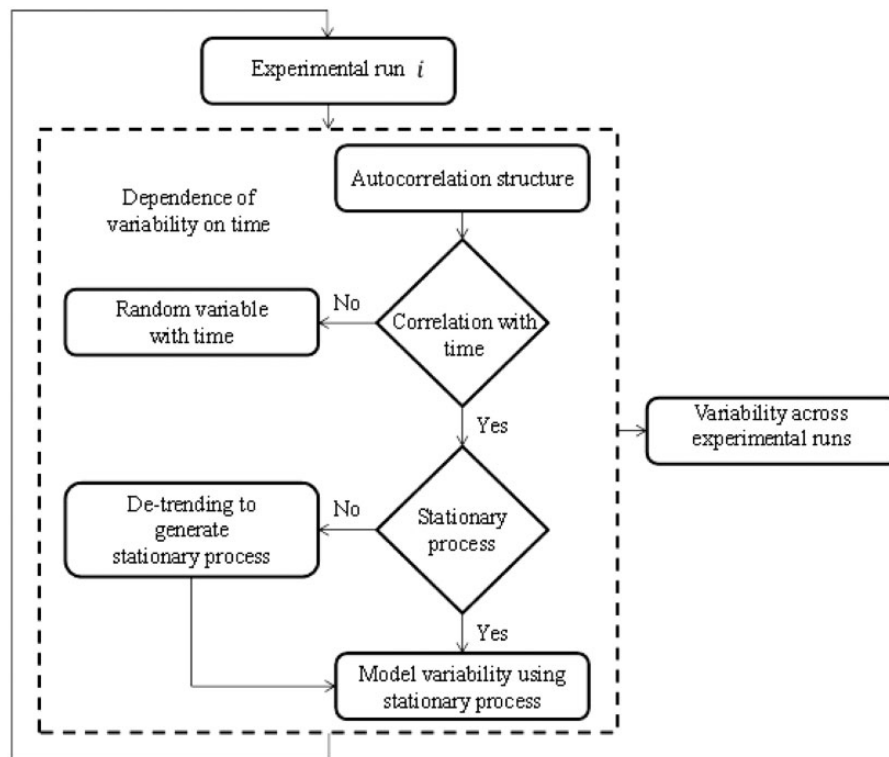 Experimental run i
Autocorrelation structure
Dependence of
variability on time
No
Random variable
with time
Correlation with
time
Yes
Variability across
experimental runs
De-trending to
generate
stationary process
No
Stationary
process
Yes
Model variability using
stationary process